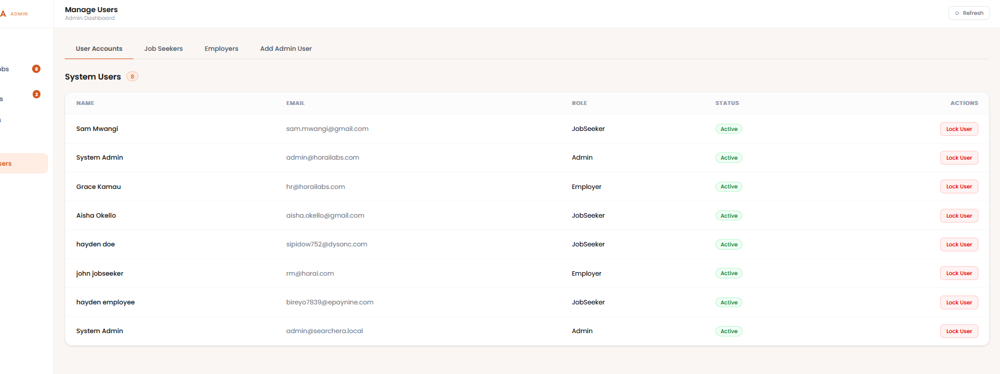 A ADMIN
Manage Users
Admin Dashboard
Refresh
obs 8
s 2
s
sers
User Accounts Job Seekers Employers Add Admin User
System Users 8
NAME EMAIL ROLE STATUS ACTIONS
Sam Mwangi sam.mwangi@gmail.com JobSeeker Active Lock User
System Admin admin@horailabs.com Admin Active Lock User
Grace Kamau hr@horailabs.com Employer Active Lock User
Aisha Okello aisha.okello@gmail.com JobSeeker Active Lock User
hayden doe sipidow752@dysonc.com JobSeeker Active Lock User
john jobseeker rm@horai.com Employer Active Lock User
hayden employee bireyo7839@epaynine.com JobSeeker Active Lock User
System Admin admin@searchera.local Admin Active Lock User